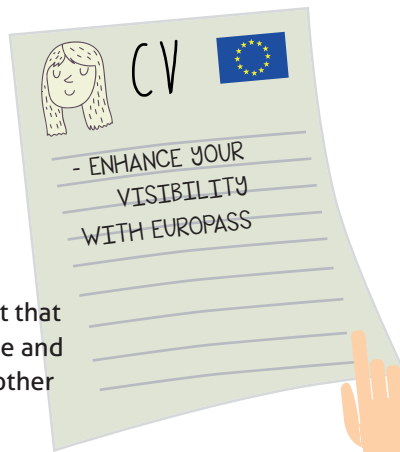 CV
- ENHANCE YOUR
VISIBILITY
WITH EUROPASS
t that
e and
other